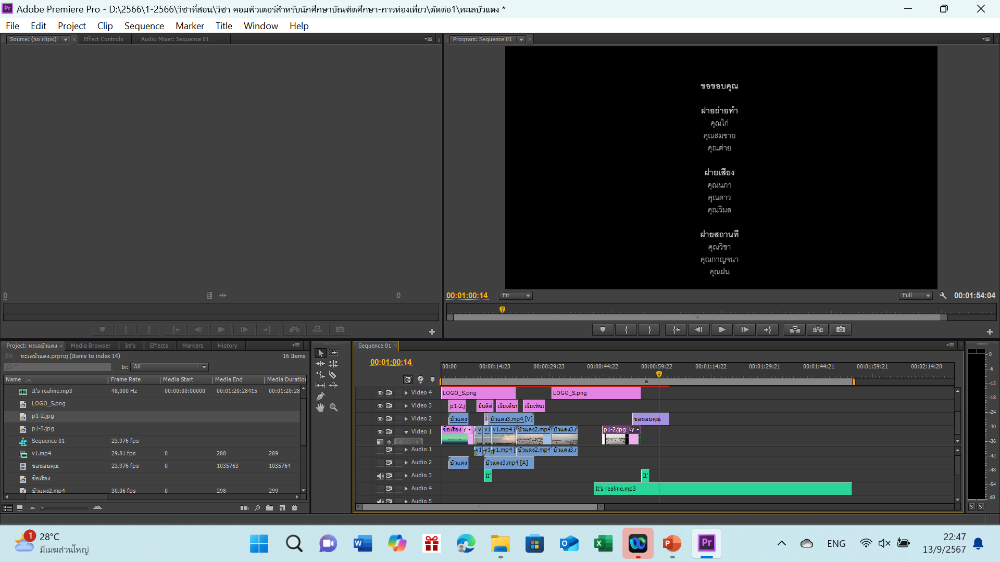 Adobe Premiere Pro - D:\2566\1-2566\วิชาที่สอน\วิชา คอมพิวเตอร์สำหรับนักศึกษาบัณฑิตศึกษา-การท่องเที่ยว\ตัดต่อ1\ทะเลบัวแดง *
File Edit Project Clip Sequence Marker Title Window Help
Source: (no clips) Effect Controls Audio Mixer: Sequence 01
Program: Sequence 01
ขอขอบคุณ
ฝ่ายถ่ายทำ
คุณไก่
คุณสมชาย
คุณต่าย
ฝ่ายเสียง
คุณนภา
คุณดาว
คุณวิมล
ฝ่ายสถานที่
คุณวิชา
คุณกาญจนา
คุณฝน
0 0
00:01:00:14 Fit Full 00:01:54:04
Project: ทะเลบัวแดง Media Browser Info Effects Markers History
ทะเลบัวแดง.prproj (Items to index 14) 16 Items
In: All
Name Frame Rate Media Start Media End Media Duration
It's realme.mp3 48,000 Hz 00:00:00:00000 00:01:20:28415 00:01:20:28
LOGO_S.png
p1-2.jpg
p1-3.jpg
Sequence 01 23.976 fps
v1.mp4 29.81 fps 0 288 289
ขอขอบคุณ 23.976 fps 0 1035763 1035764
ชื่อเรื่อง
บัวแดง2.mp4 30.06 fps 0 298 299
Sequence 01
00:01:00:14
00:00 00:00:14:23 00:00:29:23 00:00:44:22 00:00:59:22 00:01:14:22 00:01:29:21 00:01:44:21 00:01:59:21 00:02:14:20
Video 4 LOGO_S.png LOGO_S.png
Video 3 p1-2.j ยินดีต่ เริ่มเดิน เริ่มเห็น
Video 2 บัวแดง F บัวแดง3.mp4 [V] ขอขอบคุณ
Video 1 ชื่อเรื่อง v v1 v1.mp4 บัวแดง2.mp4 บัวแดง3.r p1-2.jpg ty
Audio 1 v1 v1 v1.mp4 บัวแดง2.mp4 บัวแดง3.r
Audio 2 บัวแดง บัวแดง3.mp4 [A]
Audio 3 It' It'
Audio 4 It's realme.mp3
Audio 5
0
-6
-12
-18
-24
-30
-36
-42
-48
-54
dB
S S
1
28°C
มีเมฆส่วนใหญ่
ENG
22:47
13/9/2567